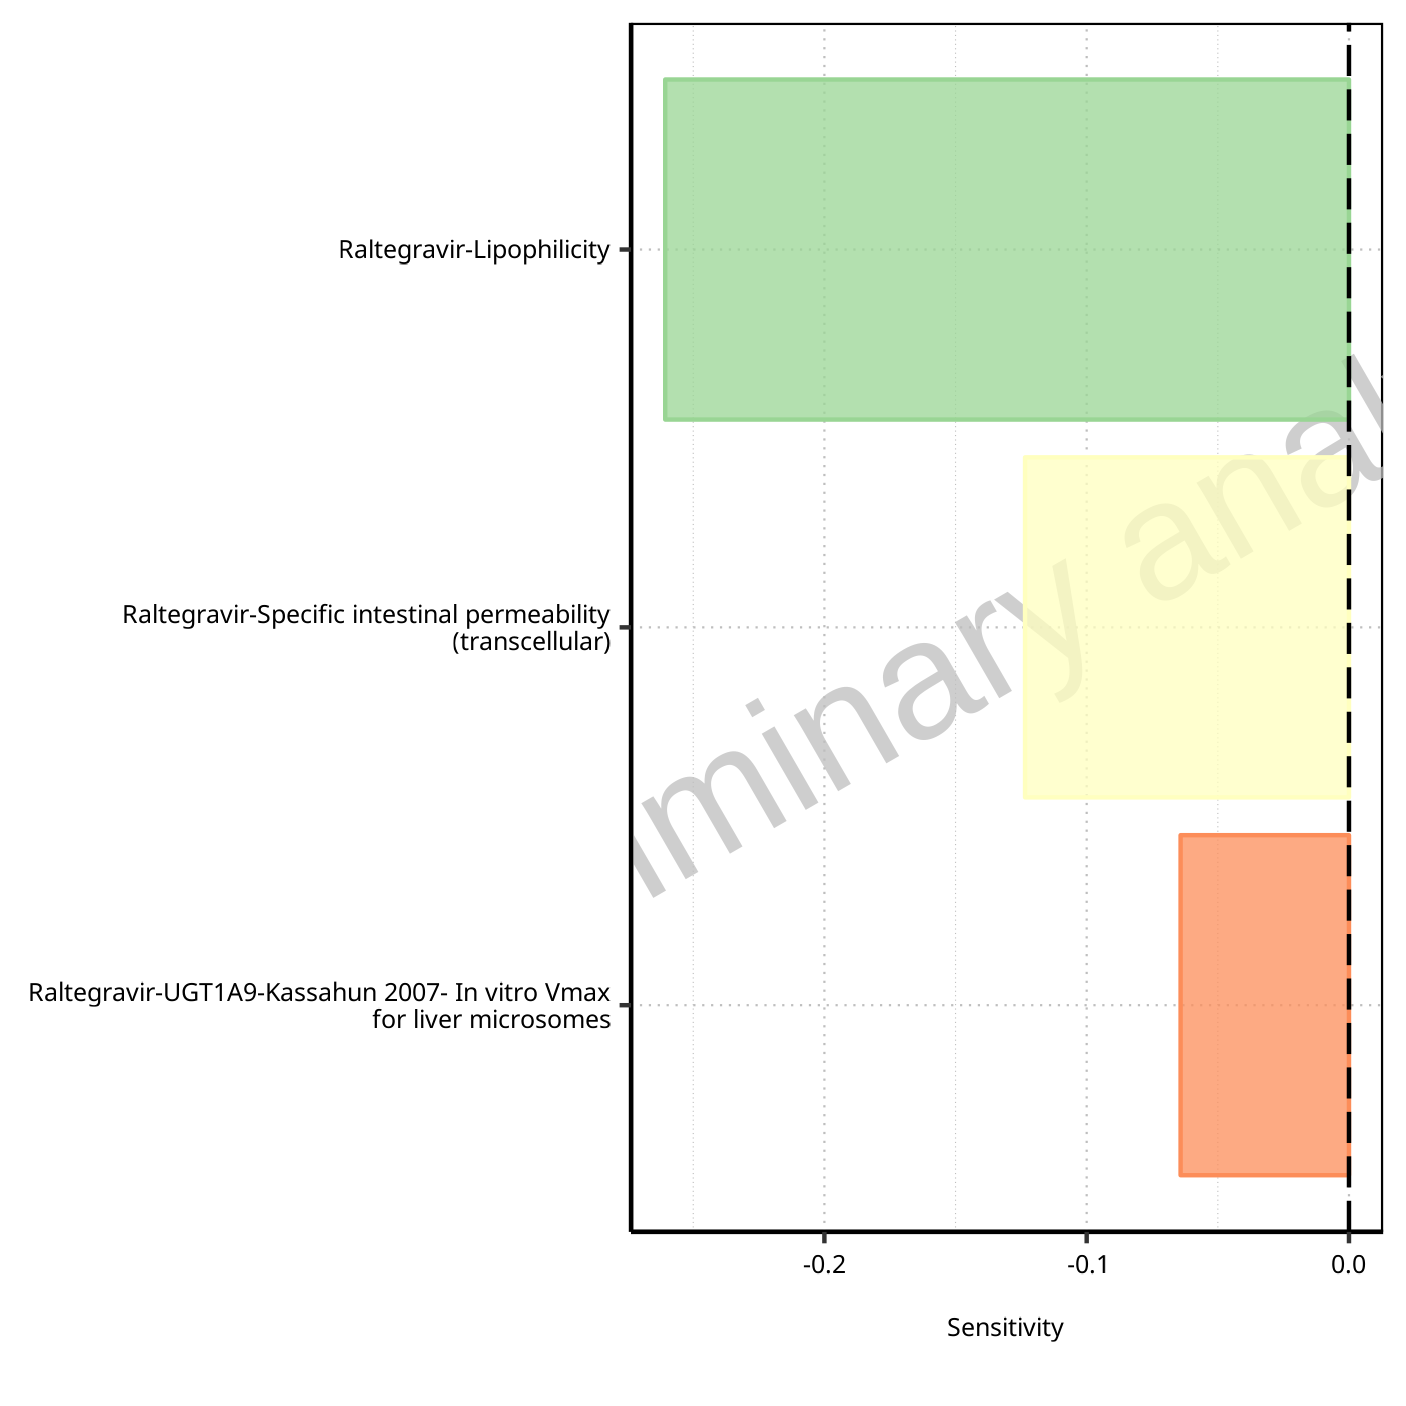 Raltegravir-Lipophilicity
Raltegravir-Specific intestinal permeability
(transcellular)
Raltegravir-UGT1A9-Kassahun 2007- In vitro Vmax
for liver microsomes
minary anal
-0.2
-0.1
0.0
Sensitivity